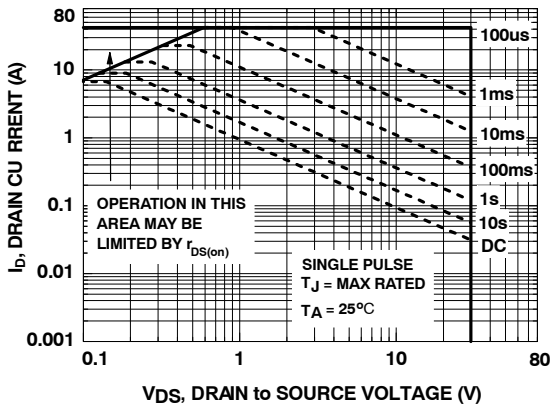 60
100us
10
1ms
1
10ms
100ms
0.1
OPERATION IN THIS
AREA MAY BE
LIMITED BY rDS(on)
1s
10s
DC
0.01
SINGLE PULSE
TJ = MAX RATED
TA = 25°C
0.001
0.1
1
10
80
ID, DRAIN CU RRENT (A)
VDS, DRAIN to SOURCE VOLTAGE (V)